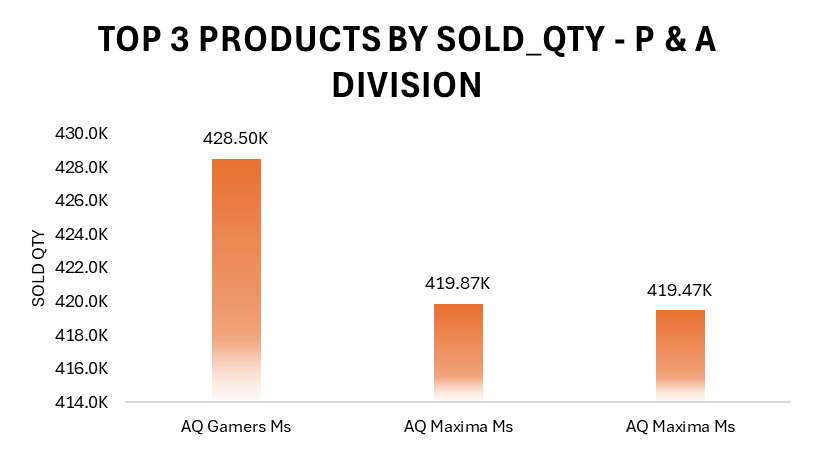 TOP 3 PRODUCTS BY SOLD_QTY - P & A
DIVISION
430.0K
428.0K
426.0K
424.0K
422.0K
420.0K
418.0K
416.0K
414.0K
SOLD QTY
428.50K
419.87K
419.47K
AQ Gamers Ms
AQ Maxima Ms
AQ Maxima Ms